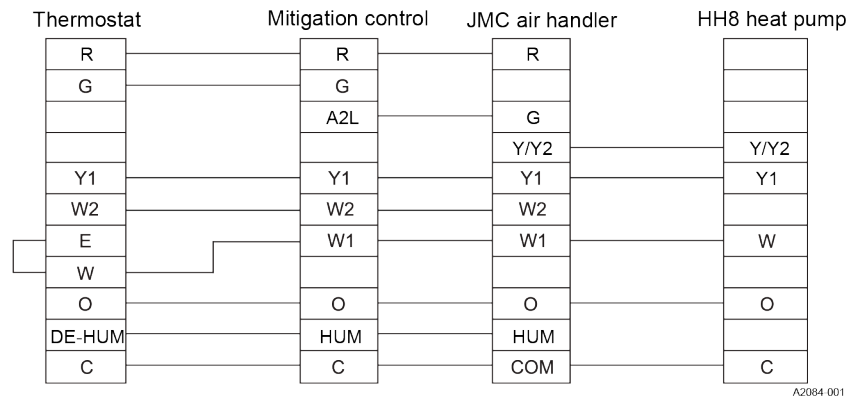 Thermostat Mitigation control JMC air handler HH8 heat pump
R R R
G G
A2L G
Y/Y2 Y/Y2
Y1 Y1 Y1 Y1
W2 W2 W2
E W1 W1 W
W
O O O O
DE-HUM HUM HUM
C C COM C
A2084-001